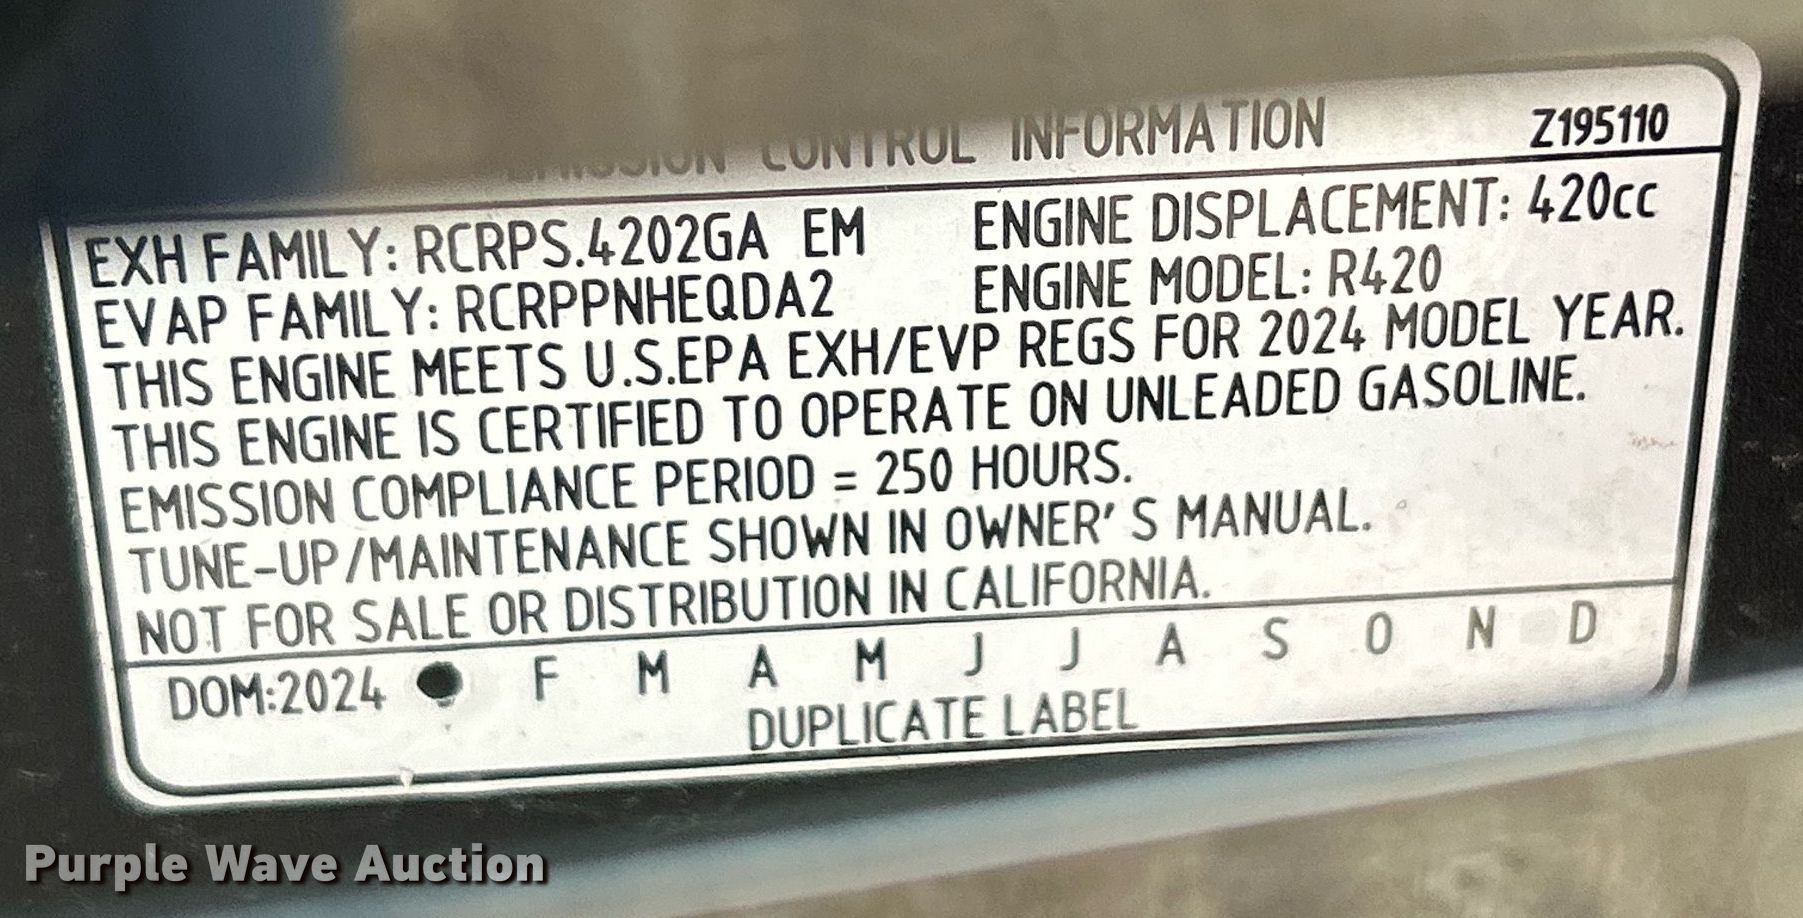 EMISSION CONTROL INFORMATION Z195110
EXH FAMILY: RCRPS.4202GA EM ENGINE DISPLACEMENT: 420cc
EVAP FAMILY: RCRPPNHEQDA2 ENGINE MODEL: R420
THIS ENGINE MEETS U.S.EPA EXH/EVP REGS FOR 2024 MODEL YEAR.
THIS ENGINE IS CERTIFIED TO OPERATE ON UNLEADED GASOLINE.
EMISSION COMPLIANCE PERIOD = 250 HOURS.
TUNE-UP/MAINTENANCE SHOWN IN OWNER'S MANUAL.
NOT FOR SALE OR DISTRIBUTION IN CALIFORNIA.
DOM:2024 F M A M J J A S O N D
DUPLICATE LABEL
Purple Wave Auction